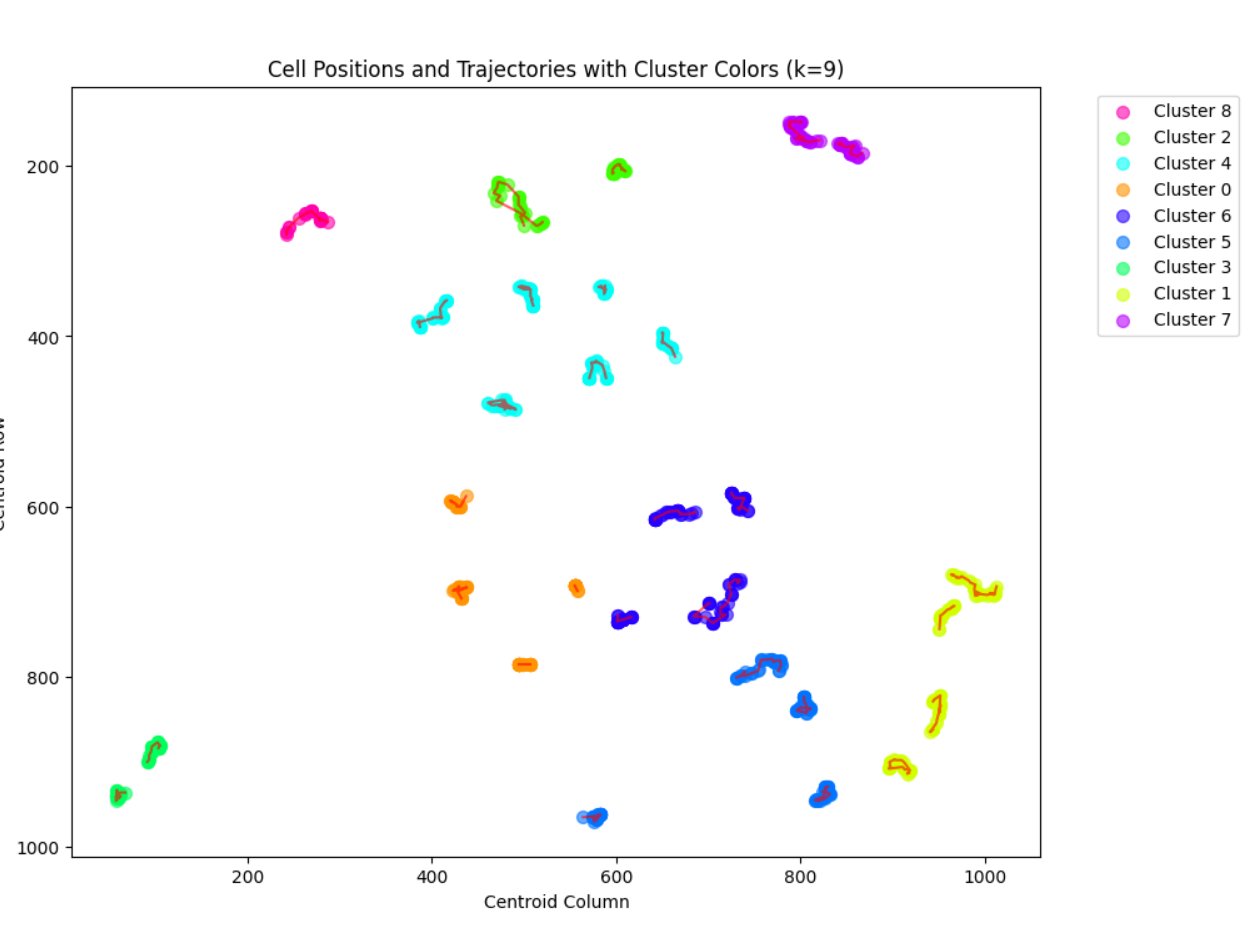 Cell Positions and Trajectories with Cluster Colors (k=9)
Cluster 8
Cluster 2
Cluster 4
Cluster 0
Cluster 6
Cluster 5
Cluster 3
Cluster 1
Cluster 7
200
400
600
800
1000
Centroid Row
200
400
600
800
1000
Centroid Column